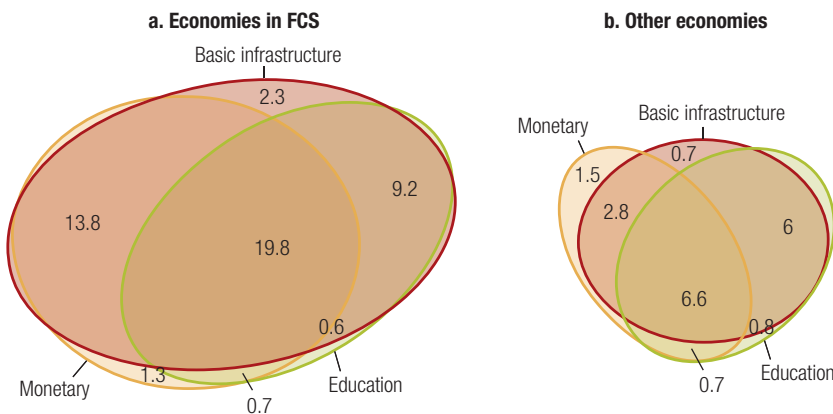 a. Economies in FCS
Basic infrastructure
2.3
9.2
13.8
19.8
0.6
1.3
Monetary
Education
0.7
b. Other economies
Basic infrastructure
Monetary
0.7
1.5
2.8
6
6.6
0.8
Education
0.7